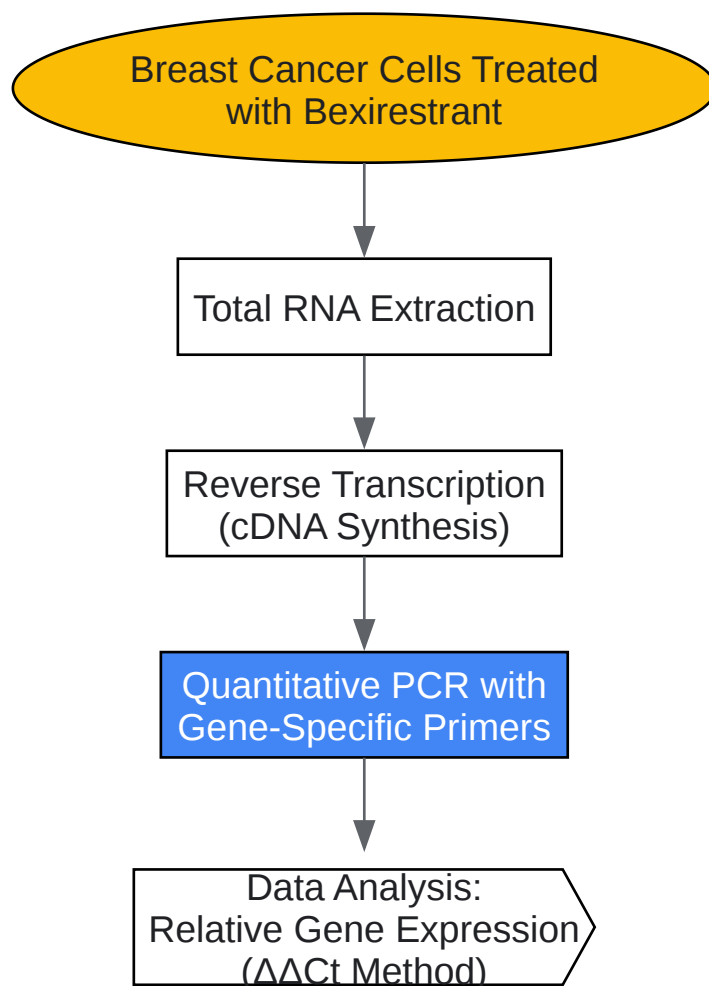 Breast Cancer Cells Treated
with Bexirestrant
Total RNA Extraction
Reverse Transcription
(cDNA Synthesis)
Quantitative PCR with
Gene-Specific Primers
Data Analysis:
Relative Gene Expression
(ΔΔCt Method)